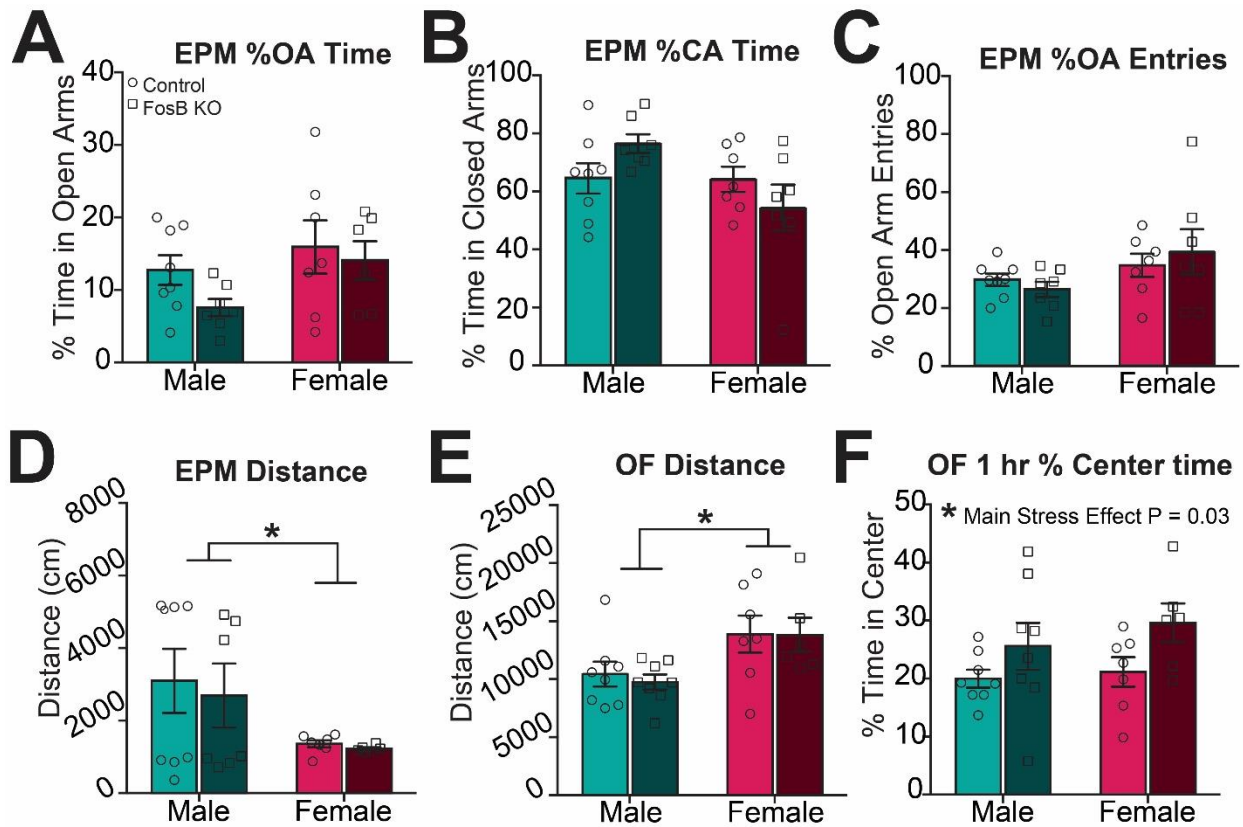 A
EPM %OA Time
% Time in Open Arms
40
30
20
10
0
Control
FosB KO
Male
Female
B
EPM %CA Time
% Time in Closed Arms
100
80
60
40
20
0
Male
Female
C
EPM %OA Entries
% Open Arm Entries
100
80
60
40
20
0
Male
Female
D
EPM Distance
Distance (cm)
8000
6000
4000
2000
0
*
Male
Female
E
OF Distance
Distance (cm)
25000
20000
15000
10000
5000
0
*
Male
Female
F
OF 1 hr % Center time
* Main Stress Effect P = 0.03
% Time in Center
50
40
30
20
10
0
Male
Female